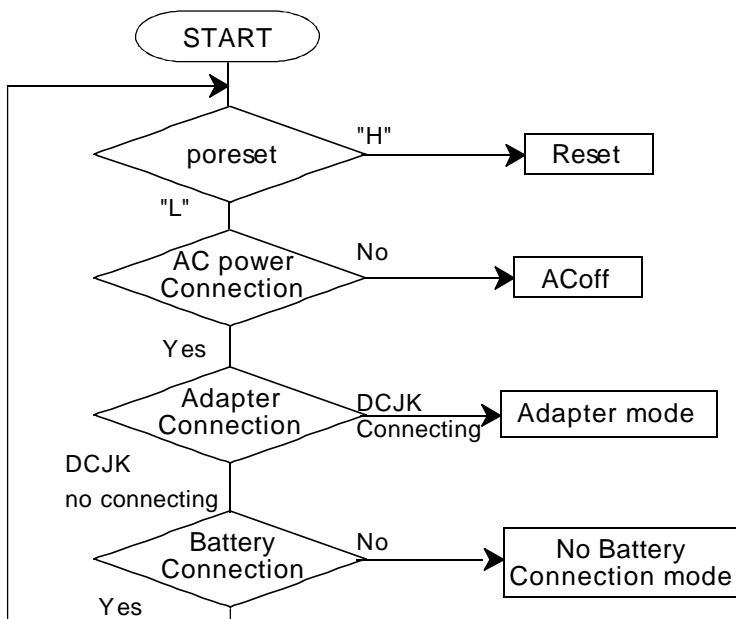 START
poreset
"H"
Reset
"L"
AC power
Connection
No
ACoff
Yes
Adapter
Connection
DCJK
Connecting
Adapter mode
DCJK
no connecting
Battery
Connection
No
No Battery
Connection mode
Yes